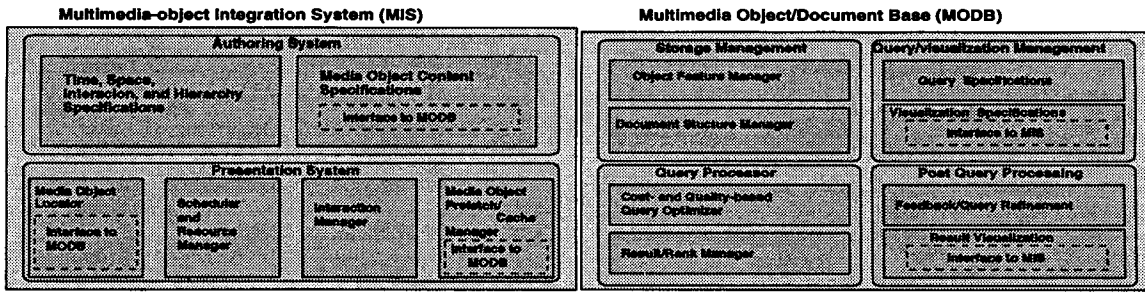 Multimedia-object Integration System (MIS)
Authoring System
Time, Space,
Interacion, and Hierarchy
Specifications
Media Object Content
Specifications
Interface to MODB
Presentation System
Media Object
Locator
Interface to
MODB
Scheduler
and
Resource
Manager
Interaction
Manager
Media Object
Prefetch/
Cache
Manager
Interface to
MODB
Multimedia Object/Document Base (MODB)
Storage Management
Object Feature Manager
Document Stucture Manager
Query/visualization Management
Query Specifications
Visualization Specifications
Interface to MIS
Query Processor
Cost- and Quality-based
Query Optimizer
Result/Rank Manager
Post Query Processing
Feedback/Query Refinement
Result Visualization
Interface to MIS